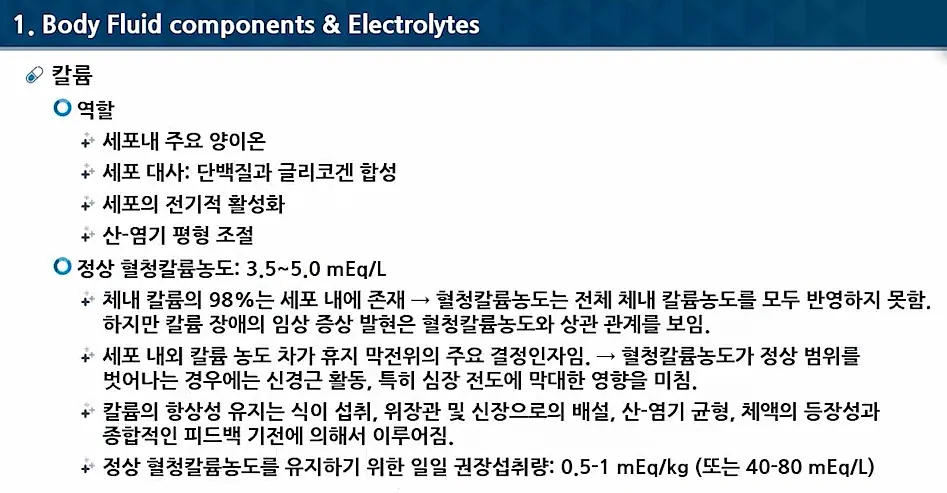 1. Body Fluid components & Electrolytes
칼륨
역할
세포내 주요 양이온
세포 대사: 단백질과 글리코겐 합성
세포의 전기적 활성화
산-염기 평형 조절
정상 혈청칼륨농도: 3.5~5.0 mEq/L
체내 칼륨의 98%는 세포 내에 존재 → 혈청칼륨농도는 전체 체내 칼륨농도를 모두 반영하지 못함.
하지만 칼륨 장애의 임상 증상 발현은 혈청칼륨농도와 상관 관계를 보임.
세포 내외 칼륨 농도 차가 휴지 막전위의 주요 결정인자임. → 혈청칼륨농도가 정상 범위를
벗어나는 경우에는 신경근 활동, 특히 심장 전도에 막대한 영향을 미침.
칼륨의 항상성 유지는 식이 섭취, 위장관 및 신장으로의 배설, 산-염기 균형, 체액의 등장성과
종합적인 피드백 기전에 의해서 이루어짐.
정상 혈청칼륨농도를 유지하기 위한 일일 권장섭취량: 0.5-1 mEq/kg (또는 40-80 mEq/L)